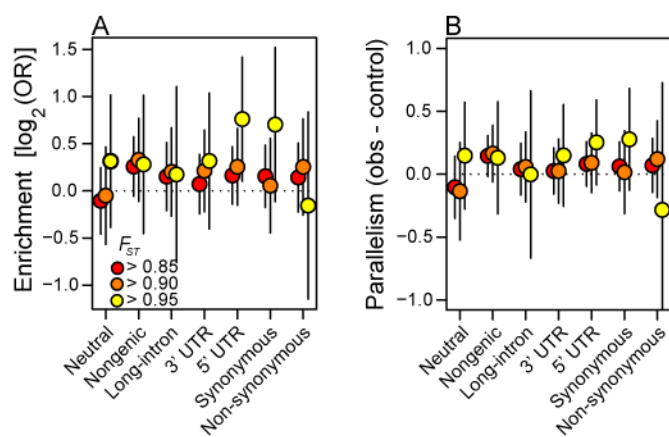 A
B
Enrichment [log2(OR)]
1.5
1.0
0.5
0.0
−0.5
−1.0
FST
> 0.85
> 0.90
> 0.95
Neutral
Nongenic
Long-intron
3' UTR
5' UTR
Synonymous
Non-synonymous
Parallelism (obs - control)
1.0
0.5
0.0
−0.5
−1.0
Neutral
Nongenic
Long-intron
3' UTR
5' UTR
Synonymous
Non-synonymous